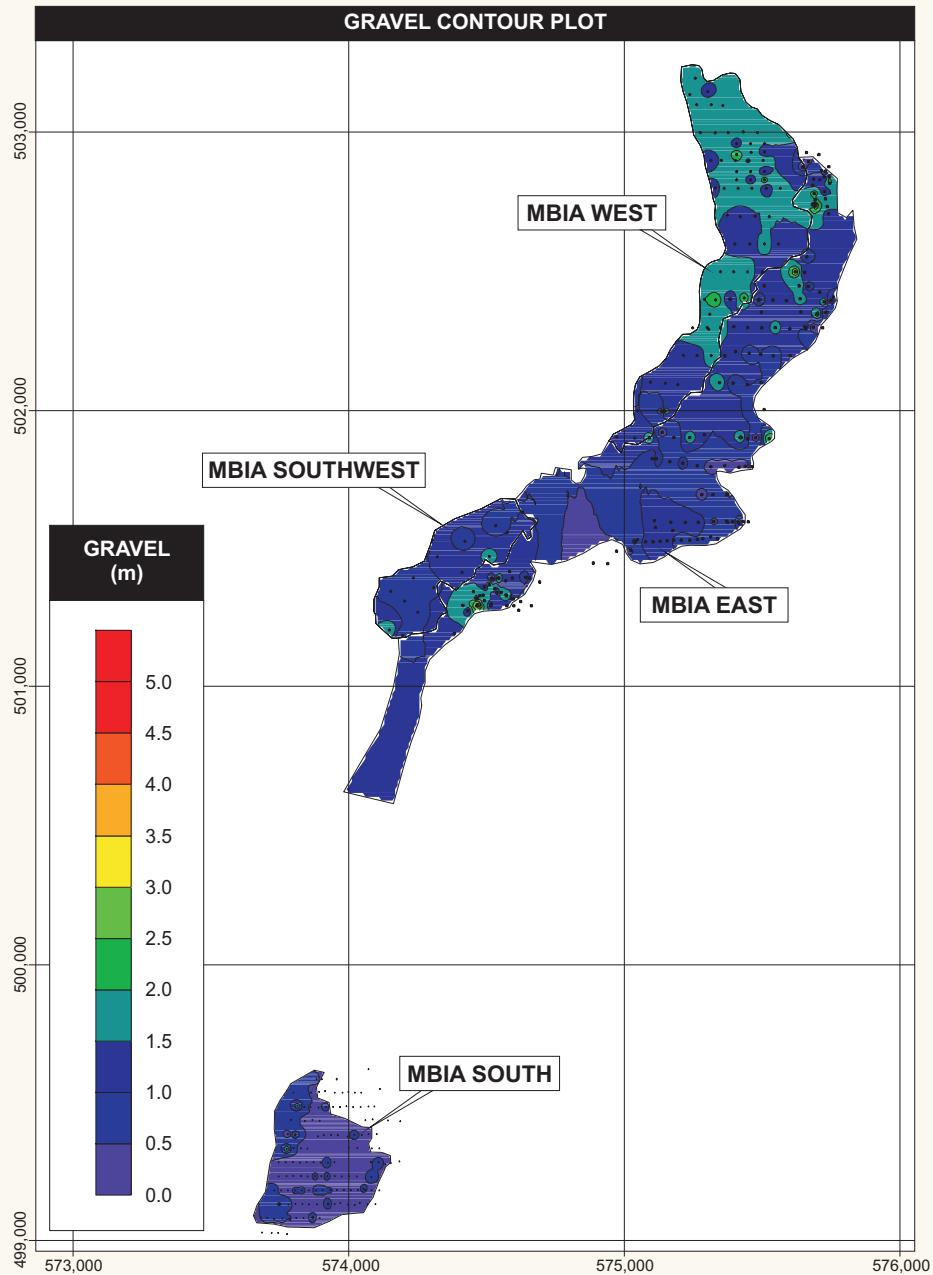 GRAVEL CONTOUR PLOT
503,000
MBIA WEST
502,000
MBIA SOUTHWEST
MBIA EAST
501,000
500,000
MBIA SOUTH
499,000
GRAVEL
(m)
5.0
4.5
4.0
3.5
3.0
2.5
2.0
1.5
1.0
0.5
0.0
573,000
574,000
575,000
576,000